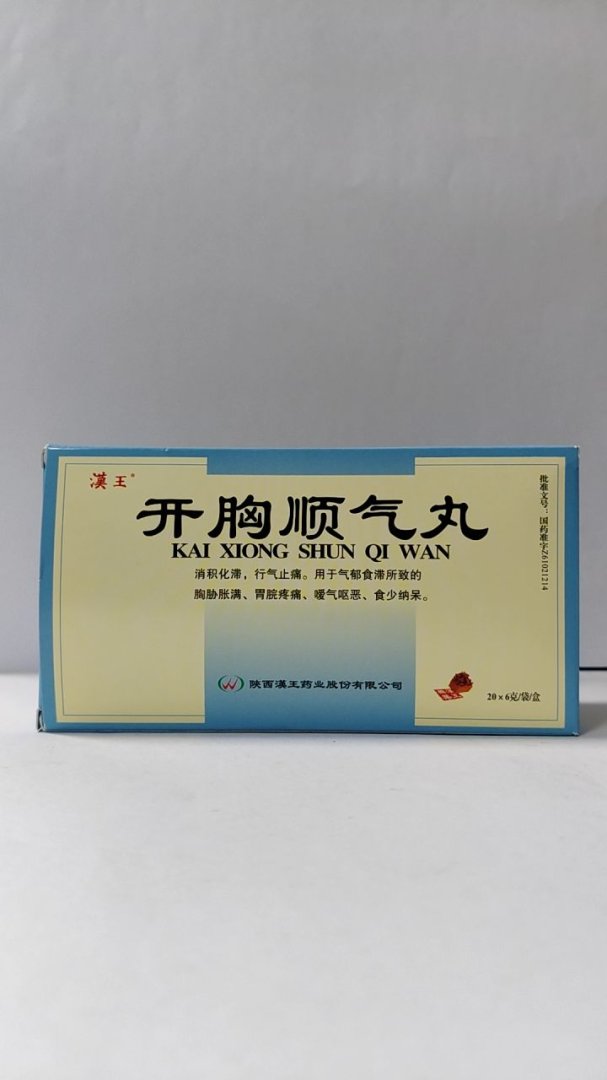 漢王®
开胸顺气丸
KAI XIONG SHUN QI WAN
消积化滞，行气止痛。用于气郁食滞所致的
胸胁胀满、胃脘疼痛、嗳气呕恶、食少纳呆。
陕西漢王药业股份有限公司
20×6克/袋/盒
批准文号：国药准字Z61021214